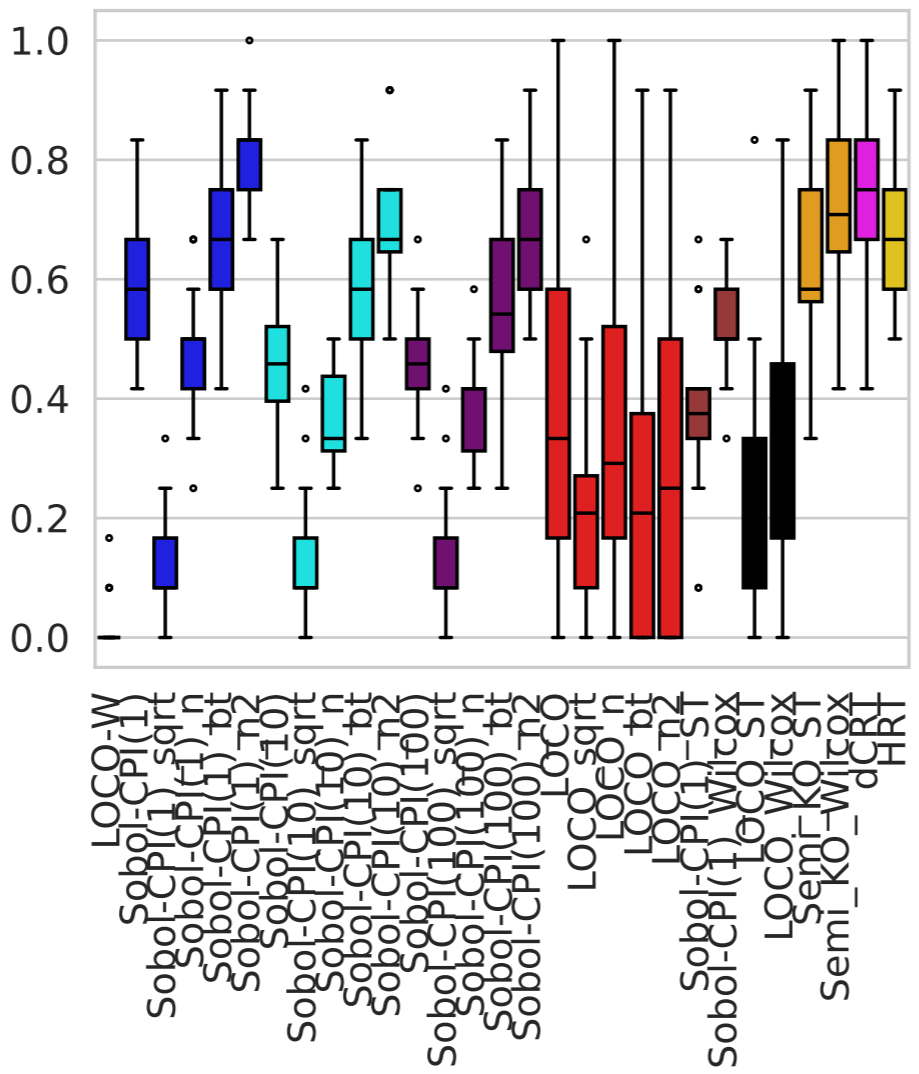 1.0
0.8
0.6
0.4
0.2
0.0
LOCO-W
Sobol-CPI(1)
Sobol-CPI(1)_sqrt
Sobol-CPI(1)_n
Sobol-CPI(1)_bt
Sobol-CPI(1)_n2
Sobol-CPI(10)
Sobol-CPI(10)_sqrt
Sobol-CPI(10)_n
Sobol-CPI(10)_bt
Sobol-CPI(10)_n2
Sobol-CPI(100)
Sobol-CPI(100)_sqrt
Sobol-CPI(100)_n
Sobol-CPI(100)_bt
Sobol-CPI(100)_n2
LOCO
LOCO_sqrt
LOCO_n
LOCO_bt
LOCO_n2
Sobol-CPI(1)_ST
Sobol-CPI(1)_Wilcox
LOCO_ST
LOCO_Wilcox
Semi_KO_ST
Semi_KO_Wilcox
dCRT
HRT